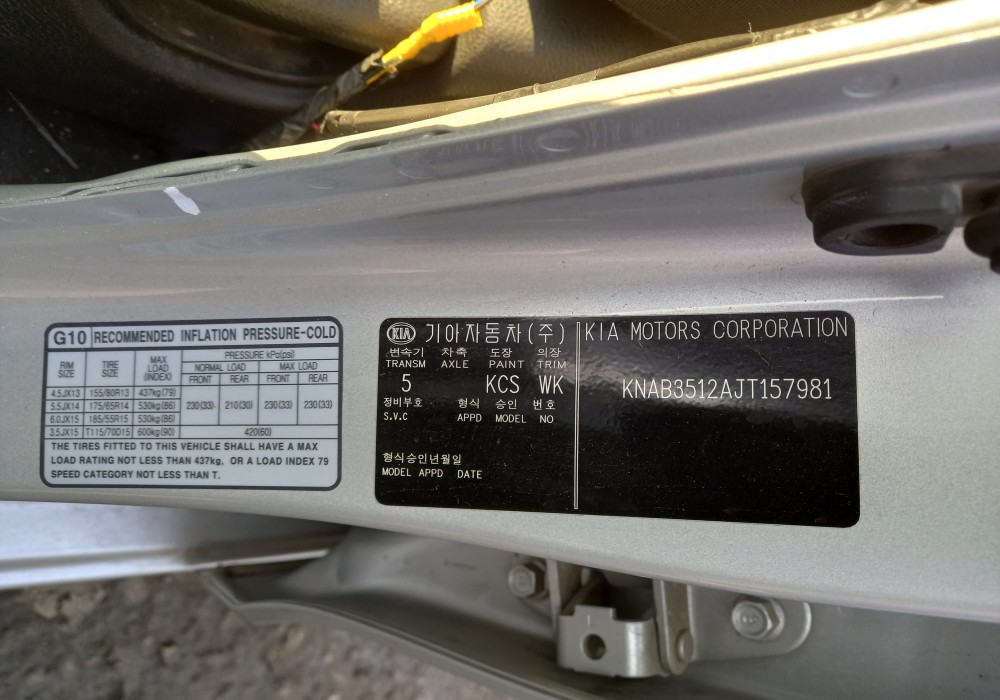 G10 RECOMMENDED INFLATION PRESSURE-COLD
RIM SIZE TIRE SIZE MAX LOAD (INDEX) PRESSURE kPa(psi)
NORMAL LOAD MAX LOAD
FRONT REAR FRONT REAR
4.5JX13 155/80R13 437kg(79)
5.5JX14 175/65R14 530kg(86) 230(33) 210(30) 230(33) 230(33)
6.0JX15 185/55R15 530kg(86)
3.5JX15 T115/70D15 600kg(90) 420(60)
THE TIRES FITTED TO THIS VEHICLE SHALL HAVE A MAX
LOAD RATING NOT LESS THAN 437kg, OR A LOAD INDEX 79
SPEED CATEGORY NOT LESS THAN T.
KIA 기아자동차(주)
변속기 차축 도장 의장
TRANSM AXLE PAINT TRIM
5 KCS WK
정비부호 형식 승인 번호
S.V.C APPD MODEL NO
형식승인년월일
MODEL APPD DATE
KIA MOTORS CORPORATION
KNAB3512AJT157981